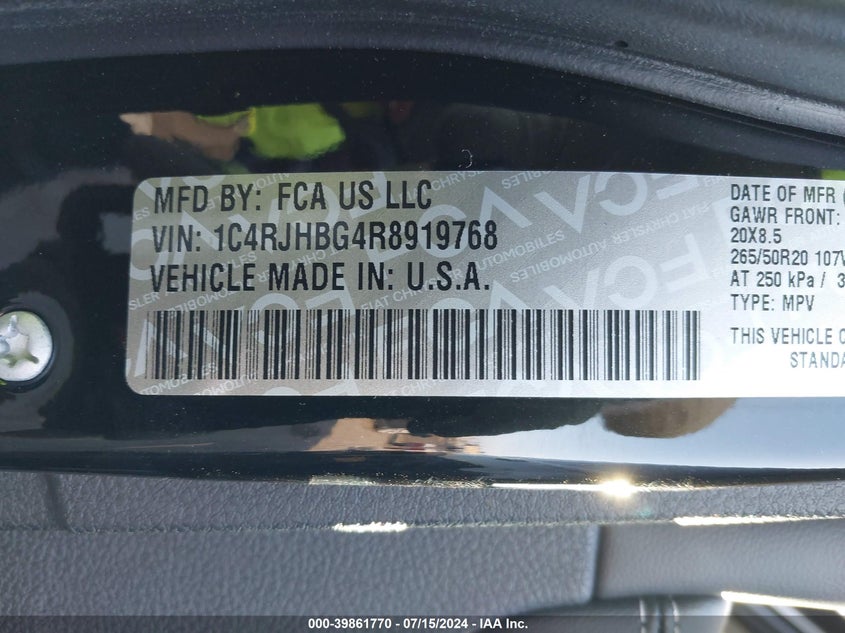 MFD BY: FCA US LLC
VIN: 1C4RJHBG4R8919768
VEHICLE MADE IN: U.S.A.
DATE OF MFR (
GAWR FRONT:
20X8.5
265/50R20 107V
AT 250 kPa / 3
TYPE: MPV
THIS VEHICLE C
STANDA
000-39861770 - 07/15/2024 - IAA Inc.